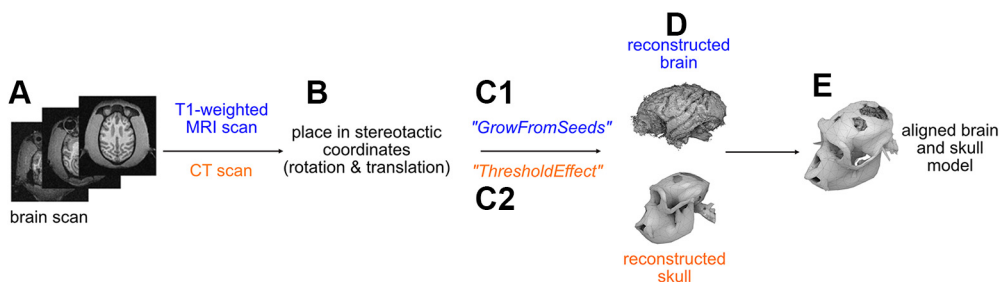 A
brain scan
T1-weighted
MRI scan
CT scan
B
place in stereotactic
coordinates
(rotation & translation)
C1
"GrowFromSeeds"
"ThresholdEffect"
C2
D
reconstructed
brain
reconstructed
skull
E
aligned brain
and skull
model